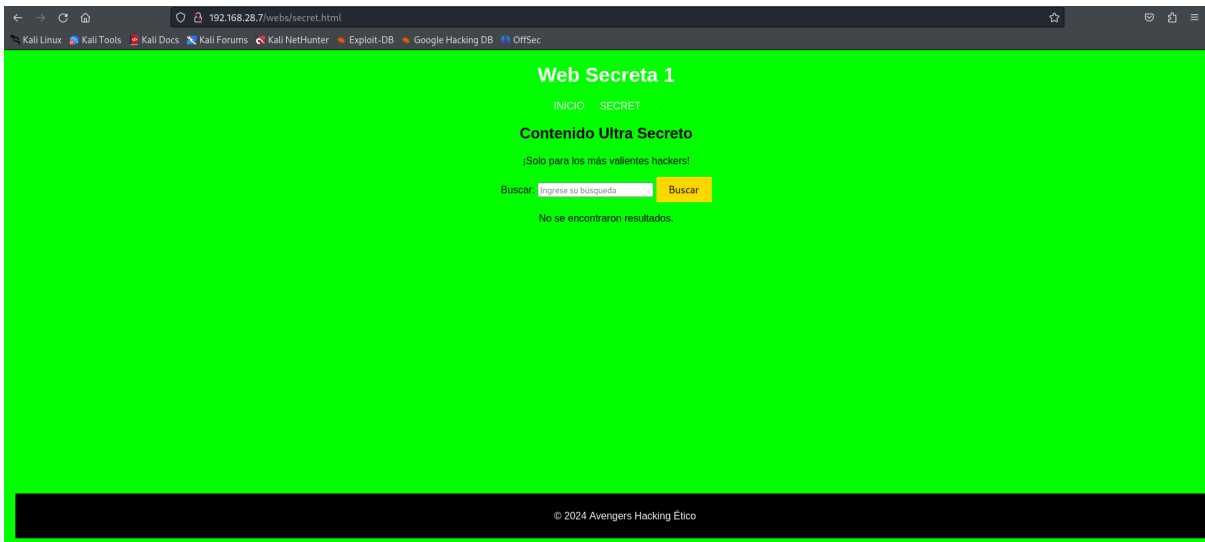 192.168.28.7/webs/secret.html
Kali Linux Kali Tools Kali Docs Kali Forums Kali NetHunter Exploit-DB Google Hacking DB OffSec
Web Secreta 1
INICIO SECRET .
Contenido Ultra Secreto
¡Solo para los más valientes hackers!
Buscar: Ingrese su búsqueda Buscar
No se encontraron resultados.
© 2024 Avengers Hacking Ético